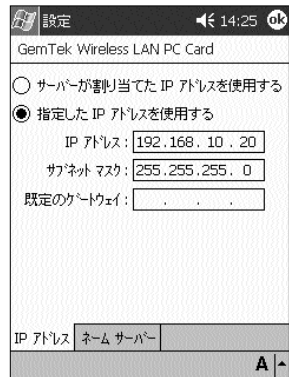 設定 14:25 ok
GemTek Wireless LAN PC Card
サーバーが割り当てた IP アドレスを使用する
指定した IP アドレスを使用する
IP アドレス : 192.168. 10 . 20
サブネット マスク : 255.255.255. 0
既定のゲートウェイ : . . .
IP アドレス ネーム サーバー
A